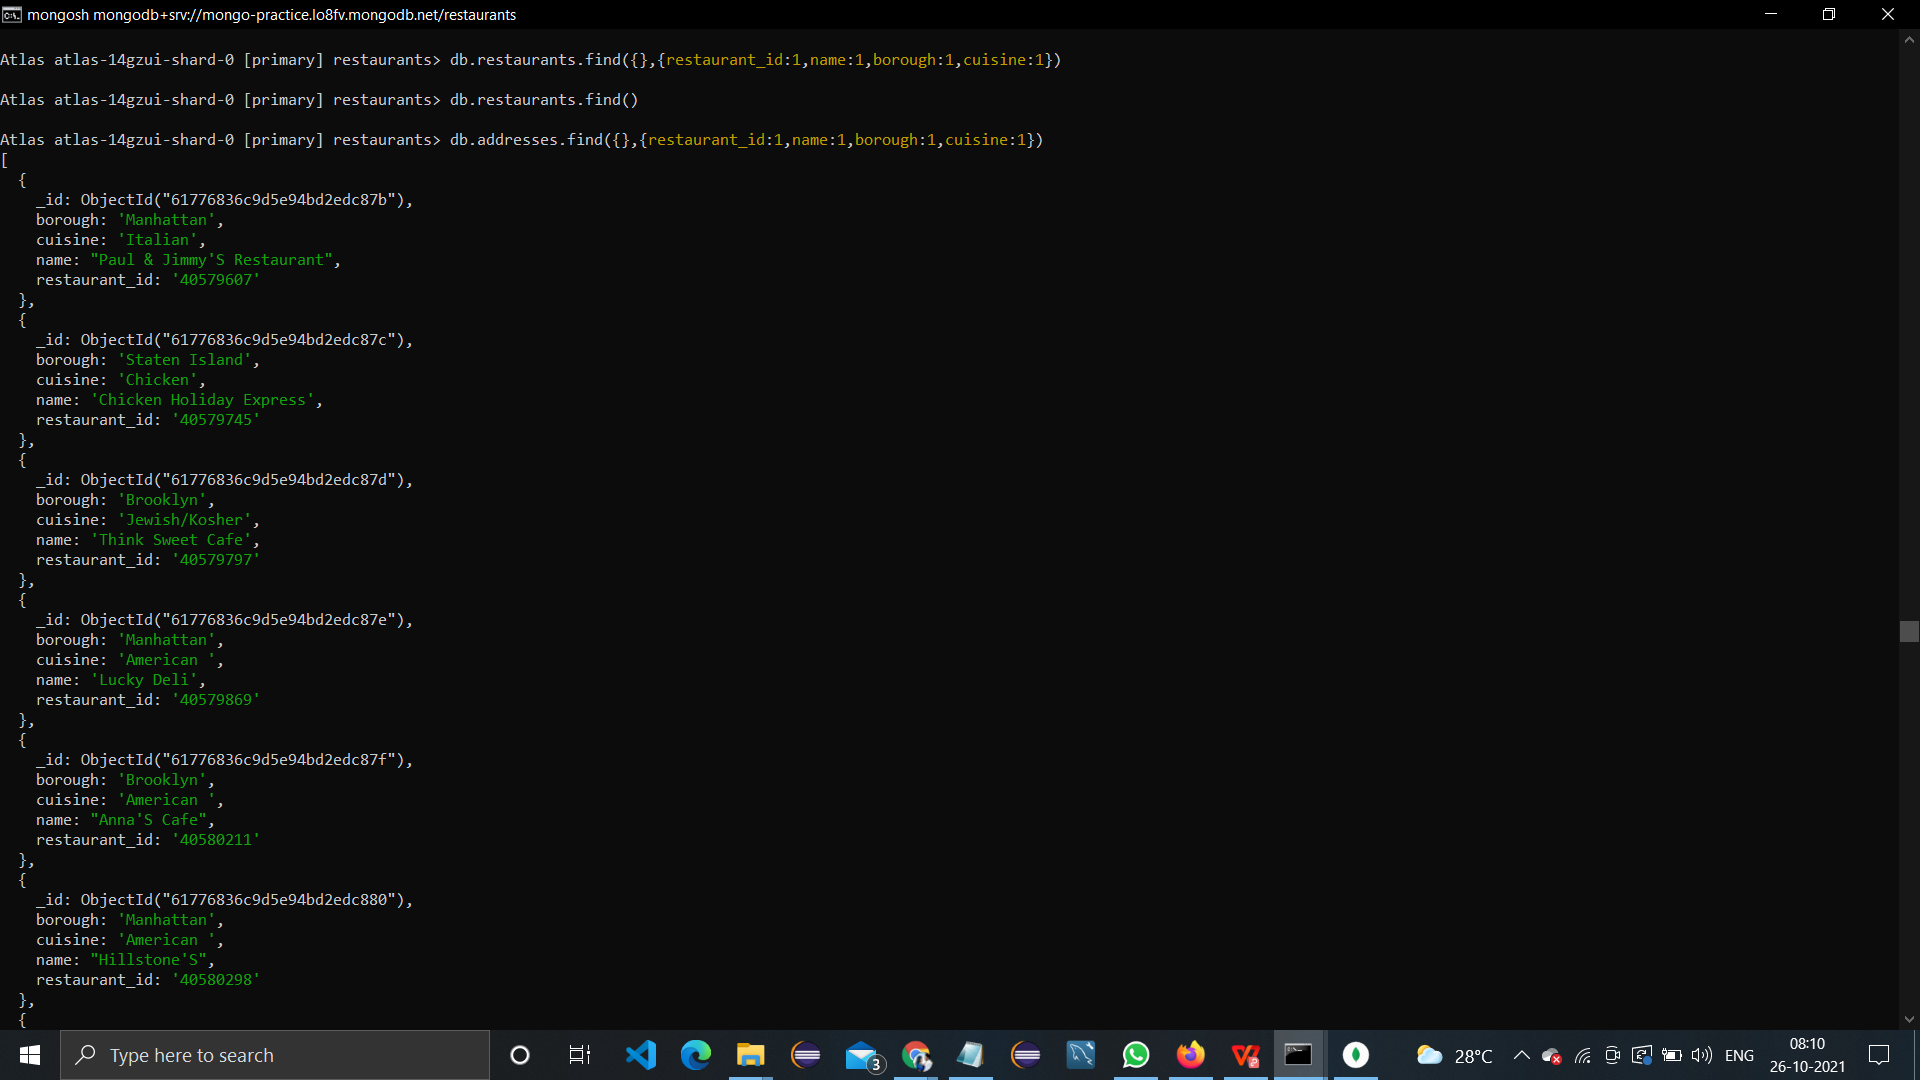 mongosh mongodb+srv://mongo-practice.lo8fv.mongodb.net/restaurants
Atlas atlas-14gzui-shard-0 [primary] restaurants> db.restaurants.find({},{restaurant_id:1,name:1,borough:1,cuisine:1})
Atlas atlas-14gzui-shard-0 [primary] restaurants> db.restaurants.find()
Atlas atlas-14gzui-shard-0 [primary] restaurants> db.addresses.find({},{restaurant_id:1,name:1,borough:1,cuisine:1})
[
  {
    _id: ObjectId("61776836c9d5e94bd2edc87b"),
    borough: 'Manhattan',
    cuisine: 'Italian',
    name: "Paul & Jimmy'S Restaurant",
    restaurant_id: '40579607'
  },
  {
    _id: ObjectId("61776836c9d5e94bd2edc87c"),
    borough: 'Staten Island',
    cuisine: 'Chicken',
    name: 'Chicken Holiday Express',
    restaurant_id: '40579745'
  },
  {
    _id: ObjectId("61776836c9d5e94bd2edc87d"),
    borough: 'Brooklyn',
    cuisine: 'Jewish/Kosher',
    name: 'Think Sweet Cafe',
    restaurant_id: '40579797'
  },
  {
    _id: ObjectId("61776836c9d5e94bd2edc87e"),
    borough: 'Manhattan',
    cuisine: 'American ',
    name: 'Lucky Deli',
    restaurant_id: '40579869'
  },
  {
    _id: ObjectId("61776836c9d5e94bd2edc87f"),
    borough: 'Brooklyn',
    cuisine: 'American ',
    name: "Anna'S Cafe",
    restaurant_id: '40580211'
  },
  {
    _id: ObjectId("61776836c9d5e94bd2edc880"),
    borough: 'Manhattan',
    cuisine: 'American ',
    name: "Hillstone'S",
    restaurant_id: '40580298'
  },
  {
Type here to search
3
28°C
ENG
08:10
26-10-2021